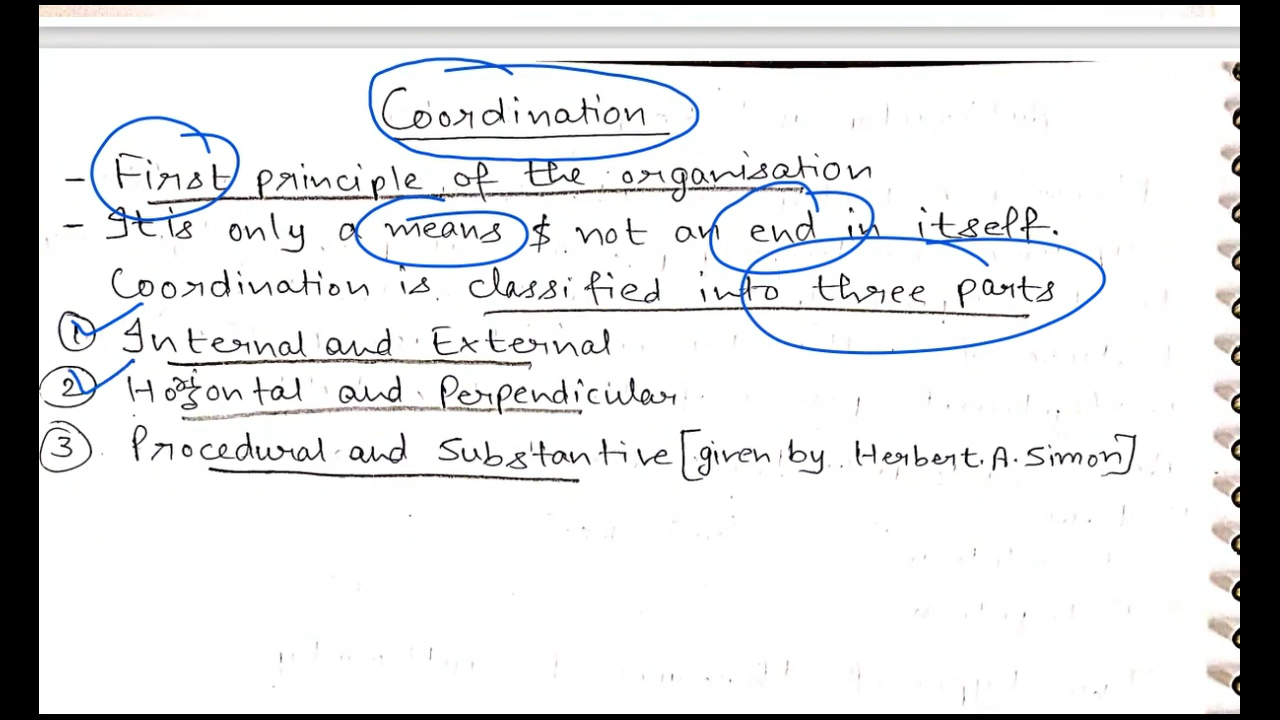 Coordination
- First principle of the organisation
- It is only a means & not an end in itself.
Coordination is classified into three parts
① Internal and External
② Horizontal and Perpendicular
③ Procedural and Substantive [given by Herbert. A. Simon]